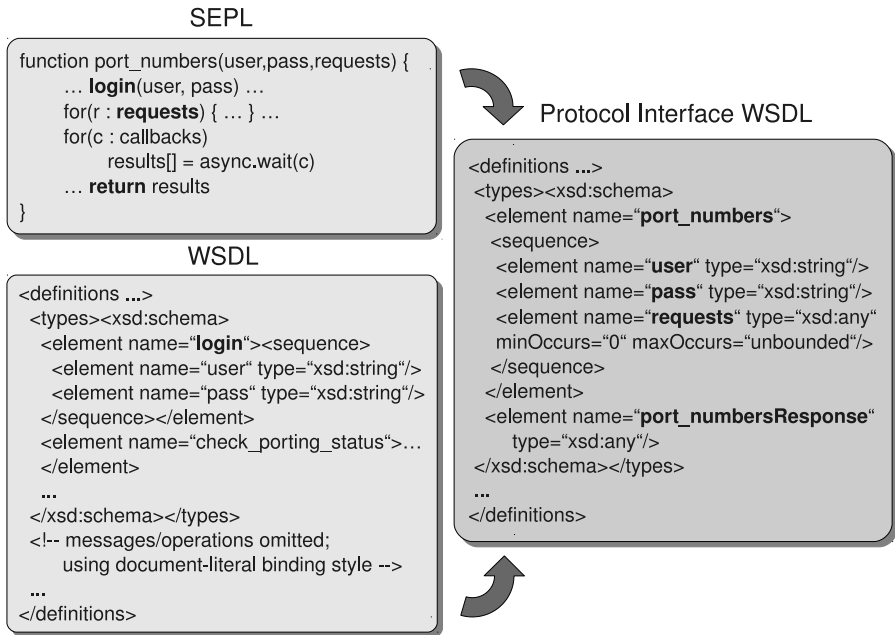 SEPL
function port_numbers(user,pass,requests) {
… login(user, pass) …
for(r : requests) { … } …
for(c : callbacks)
results[] = async.wait(c)
… return results
}
WSDL
<definitions ...>
<types><xsd:schema>
<element name=“login“><sequence>
<element name=“user“ type=“xsd:string“/>
<element name=“pass“ type=“xsd:string“/>
</sequence></element>
<element name=“check_porting_status“>…
</element>
...
</xsd:schema></types>
<!-- messages/operations omitted;
using document-literal binding style -->
...
</definitions>
Protocol Interface WSDL
<definitions ...>
<types><xsd:schema>
<element name=“port_numbers“>
<sequence>
<element name=“user“ type=“xsd:string“/>
<element name=“pass“ type=“xsd:string“/>
<element name=“requests“ type=“xsd:any“
minOccurs=“0“ maxOccurs=“unbounded“/>
</sequence>
</element>
<element name=“port_numbersResponse“
type=“xsd:any“/>
</xsd:schema></types>
...
</definitions>